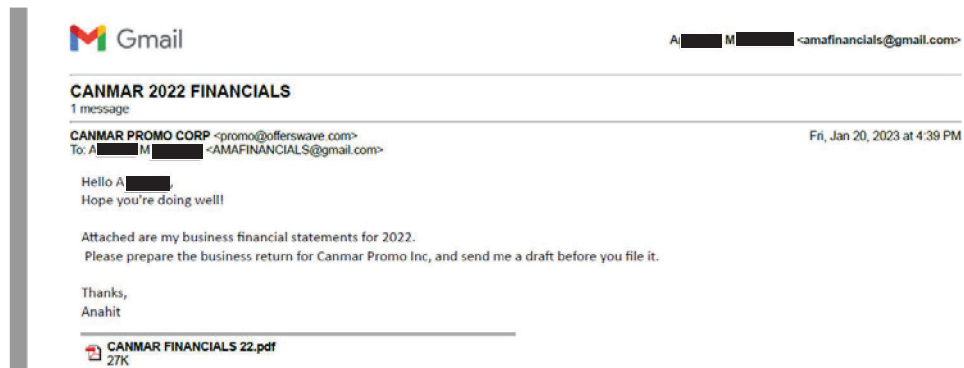 Gmail
A M <amafinancials@gmail.com>
CANMAR 2022 FINANCIALS
1 message
CANMAR PROMO CORP <promo@offerswave.com>
Fri, Jan 20, 2023 at 4:39 PM
To: A M <AMAFINANCIALS@gmail.com>
Hello A ,
Hope you're doing well!
Attached are my business financial statements for 2022.
Please prepare the business return for Canmar Promo Inc, and send me a draft before you file it.
Thanks,
Anahit
CANMAR FINANCIALS 22.pdf
27K